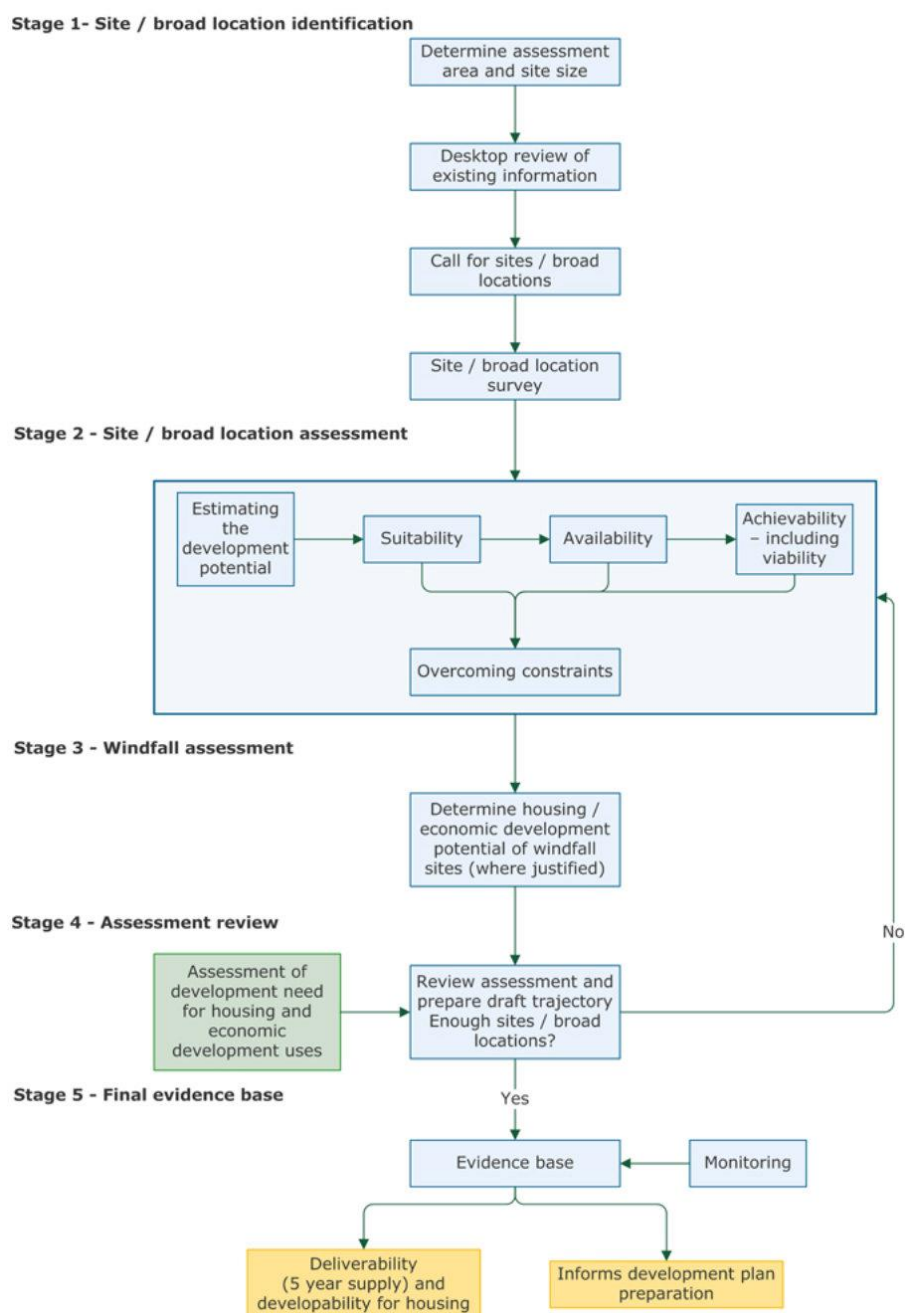 Stage 1- Site / broad location identification
Determine assessment
area and site size
Desktop review of
existing information
Call for sites / broad
locations
Site / broad location
survey
Stage 2 - Site / broad location assessment
Estimating
the
development
potential
Suitability
Availability
Achievability
– including
viability
Overcoming constraints
Stage 3 - Windfall assessment
Determine housing /
economic development
potential of windfall
sites (where justified)
Stage 4 - Assessment review
No
Assessment of
development need
for housing and
economic
development uses
Review assessment and
prepare draft trajectory
Enough sites / broad
locations?
Stage 5 - Final evidence base
Yes
Evidence base
Monitoring
Deliverability
(5 year supply) and
developability for housing
Informs development plan
preparation